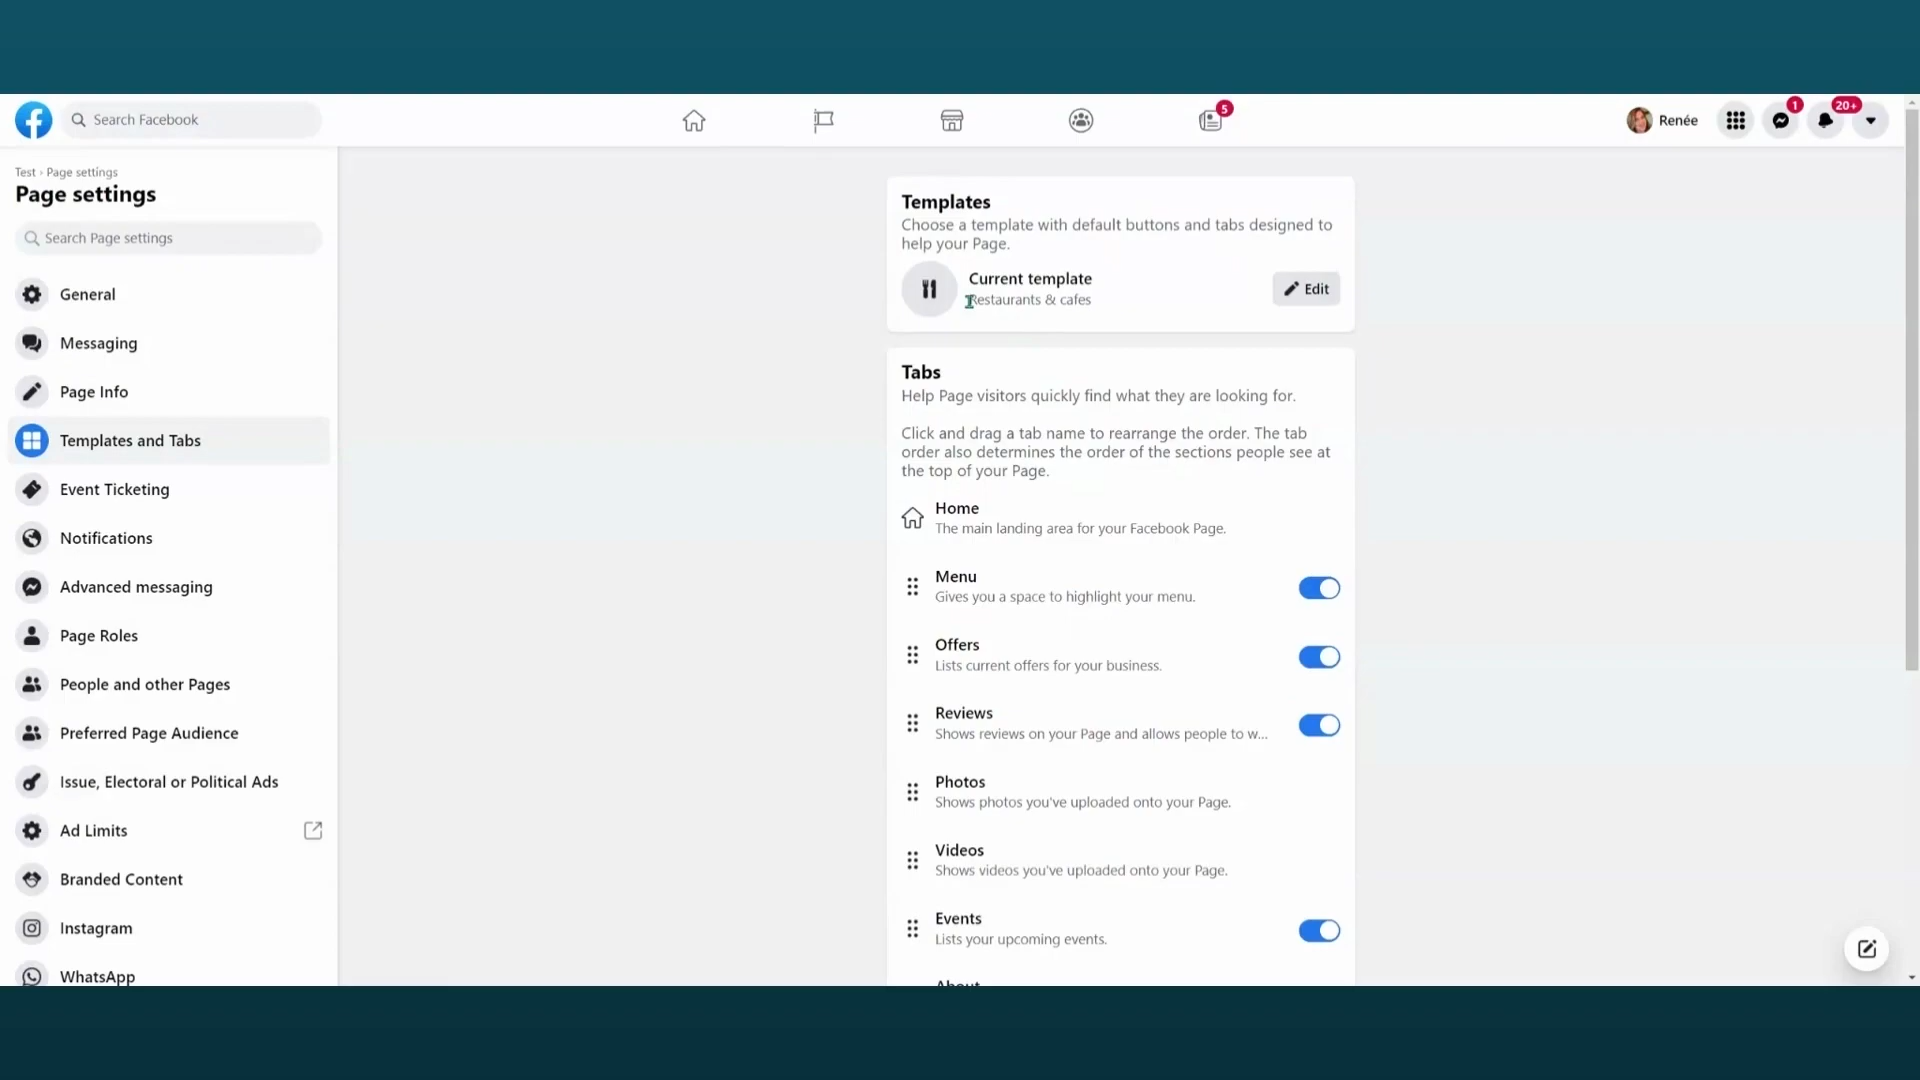 Search Facebook
5
Renée
1
20+
Test › Page settings
Page settings
Search Page settings
General
Messaging
Page Info
Templates and Tabs
Event Ticketing
Notifications
Advanced messaging
Page Roles
People and other Pages
Preferred Page Audience
Issue, Electoral or Political Ads
Ad Limits
Branded Content
Instagram
WhatsApp
Templates
Choose a template with default buttons and tabs designed to
help your Page.
Current template
Restaurants & cafes
Edit
Tabs
Help Page visitors quickly find what they are looking for.
Click and drag a tab name to rearrange the order. The tab
order also determines the order of the sections people see at
the top of your Page.
Home
The main landing area for your Facebook Page.
Menu
Gives you a space to highlight your menu.
Offers
Lists current offers for your business.
Reviews
Shows reviews on your Page and allows people to w...
Photos
Shows photos you've uploaded onto your Page.
Videos
Shows videos you've uploaded onto your Page.
Events
Lists your upcoming events.
About